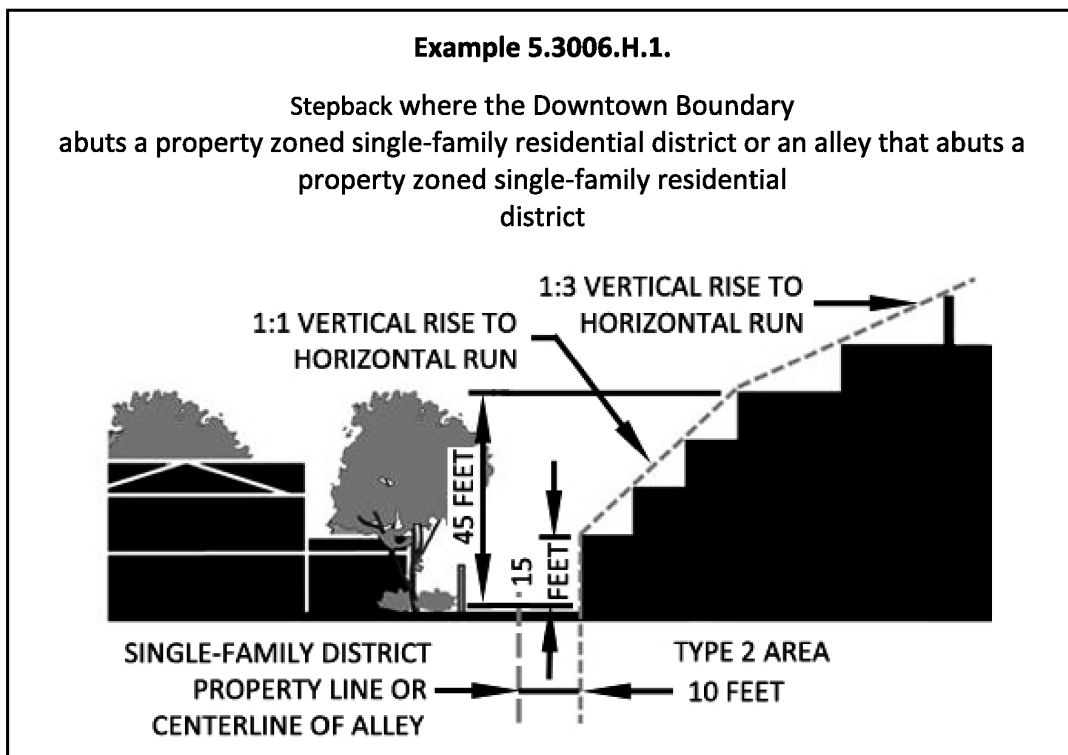 Example 5.3006.H.1.
Stepback where the Downtown Boundary
abuts a property zoned single-family residential district or an alley that abuts a
property zoned single-family residential
district
1:3 VERTICAL RISE TO
HORIZONTAL RUN
1:1 VERTICAL RISE TO
HORIZONTAL RUN
45 FEET
15
FEET
SINGLE-FAMILY DISTRICT
PROPERTY LINE OR
CENTERLINE OF ALLEY
TYPE 2 AREA
10 FEET